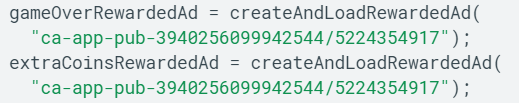 gameOverRewardedAd = createAndLoadRewardedAd(
  "ca-app-pub-3940256099942544/5224354917");
extraCoinsRewardedAd = createAndLoadRewardedAd(
  "ca-app-pub-3940256099942544/5224354917");